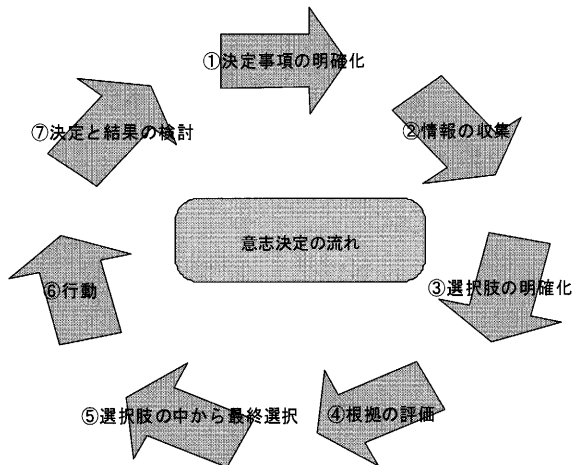 ①決定事項の明確化
②情報の収集
③選択肢の明確化
④根拠の評価
⑤選択肢の中から最終選択
⑥行動
⑦決定と結果の検討
意志決定の流れ